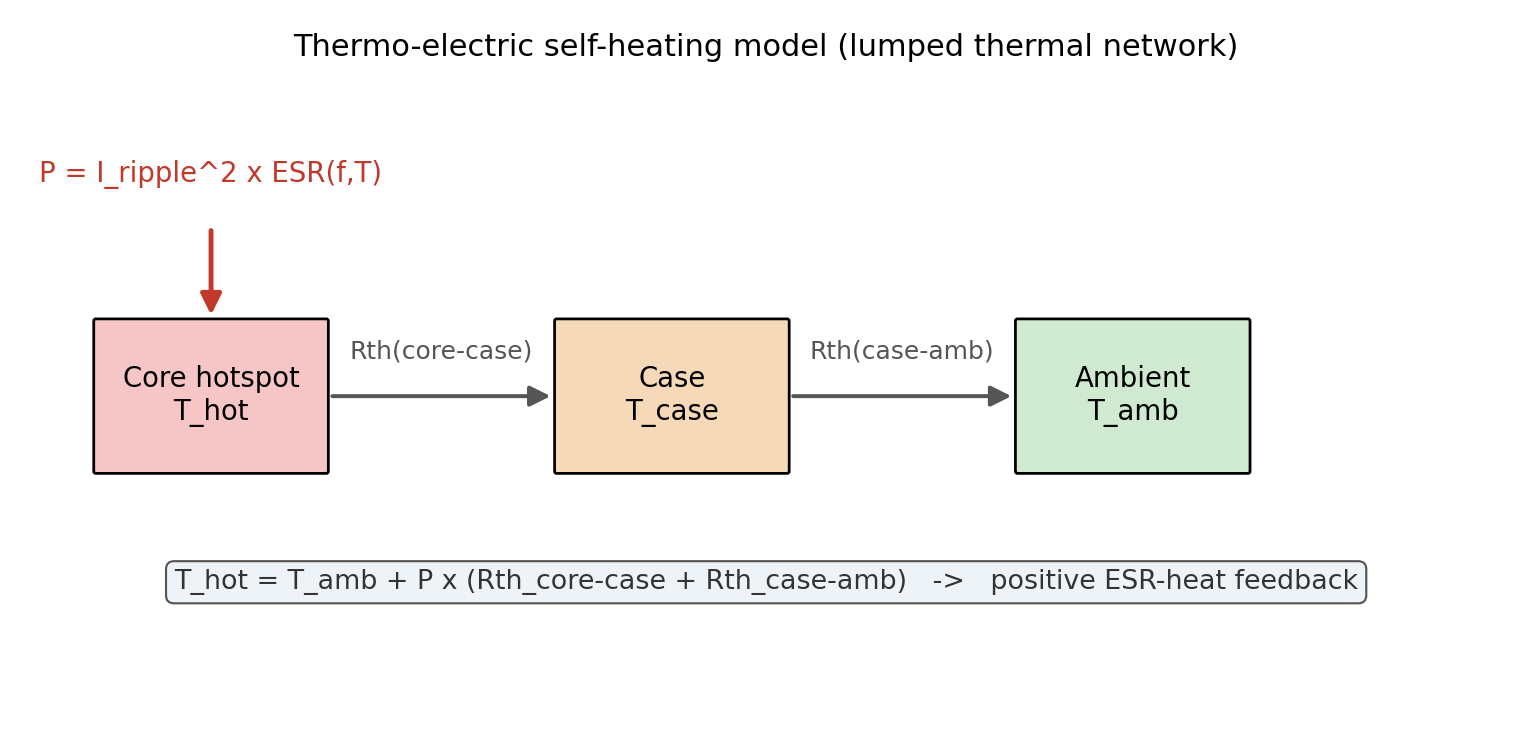 Thermo-electric self-heating model (lumped thermal network)
P = I_ripple^2 x ESR(f,T)
Rth(core-case)
Rth(case-amb)
Core hotspot
T_hot
Case
T_case
Ambient
T_amb
T_hot = T_amb + P x (Rth_core-case + Rth_case-amb)   ->   positive ESR-heat feedback